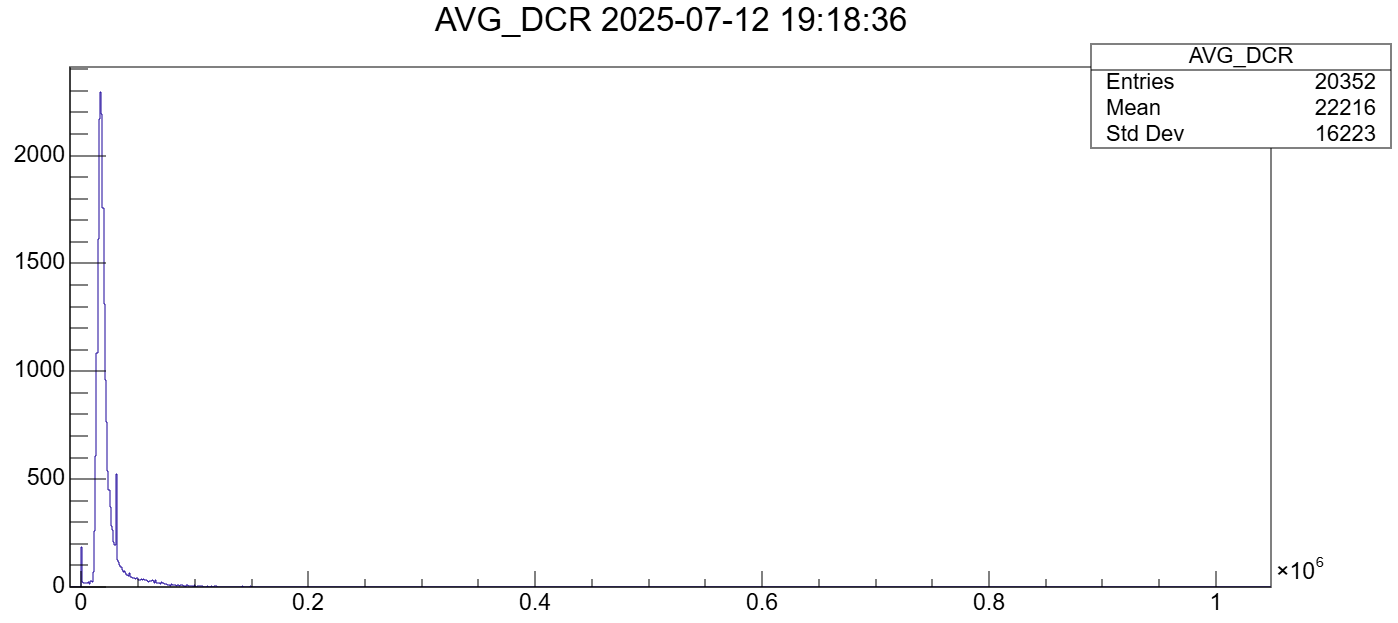 AVG_DCR 2025-07-12 19:18:36
AVG_DCR
Entries 20352
Mean 22216
Std Dev 16223
2000
1500
1000
500
0
×10⁶
0 0.2 0.4 0.6 0.8 1